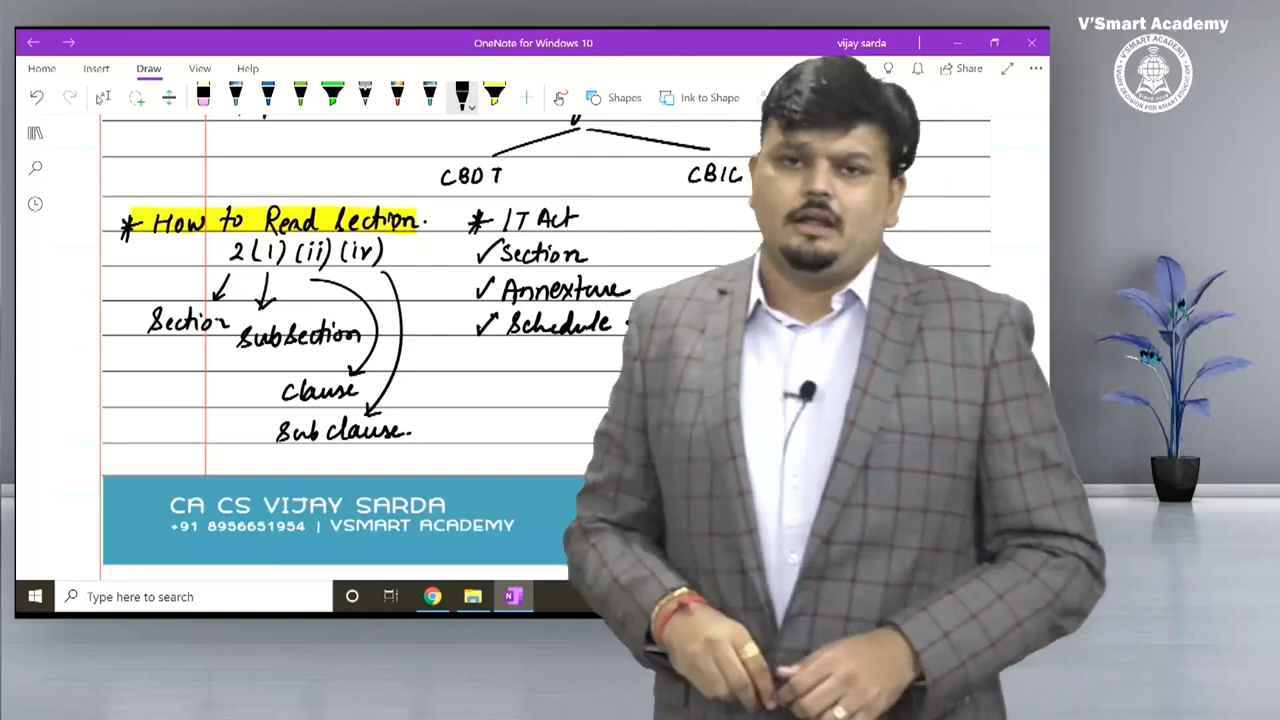 V'Smart Academy
OneNote for Windows 10
vijay sarda
Home Insert Draw View Help
Share
Shapes
Ink to Shape
CBDT
CBIC
* How to Read Section.
2(1) (ii) (iv)
Section
Subsection
Clause
Sub clause.
* IT Act
✓ Section
✓ Annexture
✓ Schedule
CA CS VIJAY SARDA
+91 8956651954 | VSMART ACADEMY
Type here to search